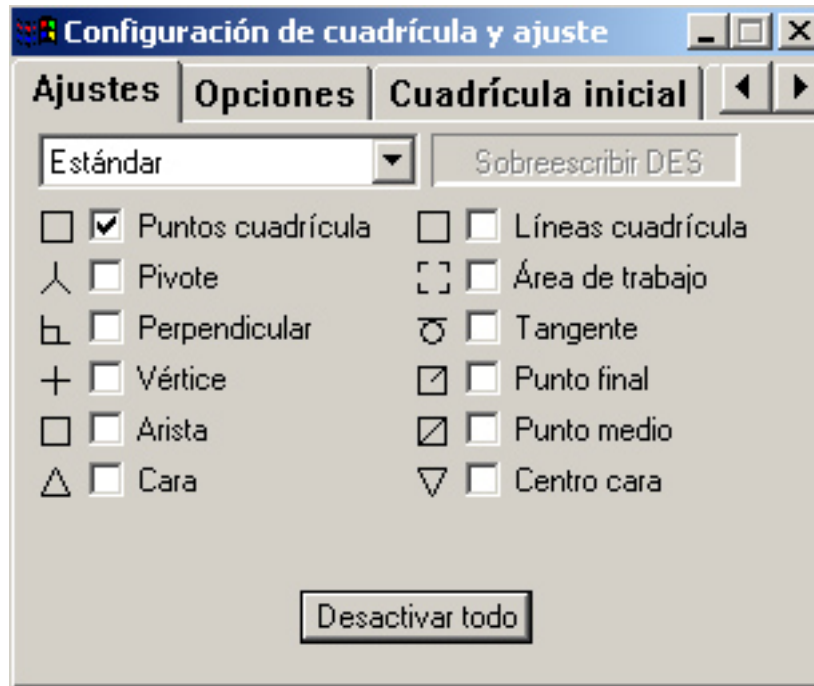 Configuración de cuadrícula y ajuste
Ajustes Opciones Cuadrícula inicial
Estándar Sobreescribir DES
Puntos cuadrícula Líneas cuadrícula
Pivote Área de trabajo
Perpendicular Tangente
Vértice Punto final
Arista Punto medio
Cara Centro cara
Desactivar todo